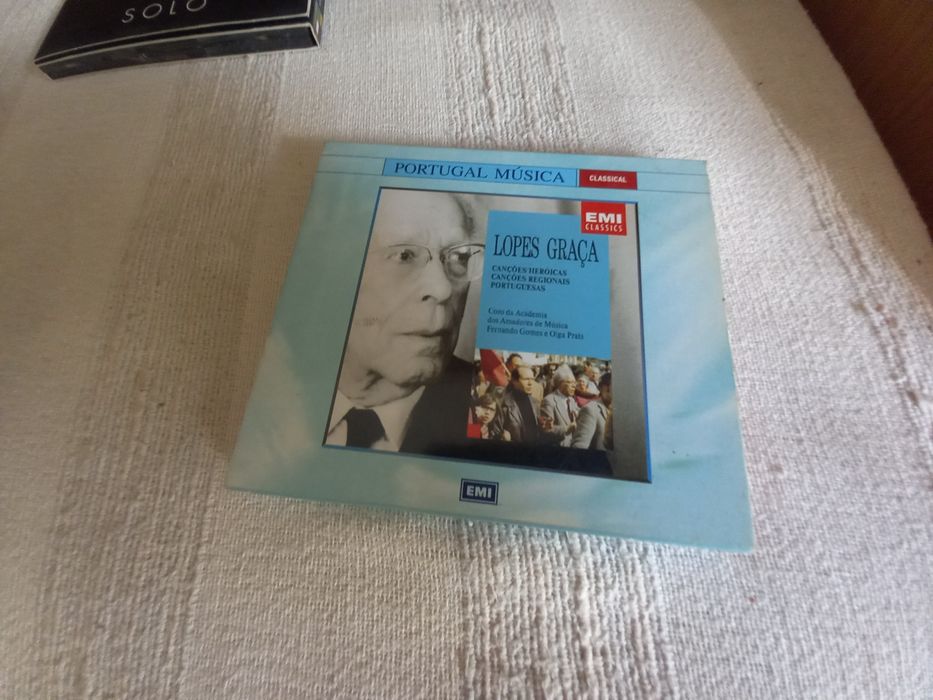 SOLO
PORTUGAL MÚSICA
CLASSICAL
EMI
CLASSICS
LOPES GRAÇA
CANÇÕES HERÓICAS
CANÇÕES REGIONAIS
PORTUGUESAS
Coro da Academia
dos Amadores de Música
Fernando Gomes e Olga Prats
EMI